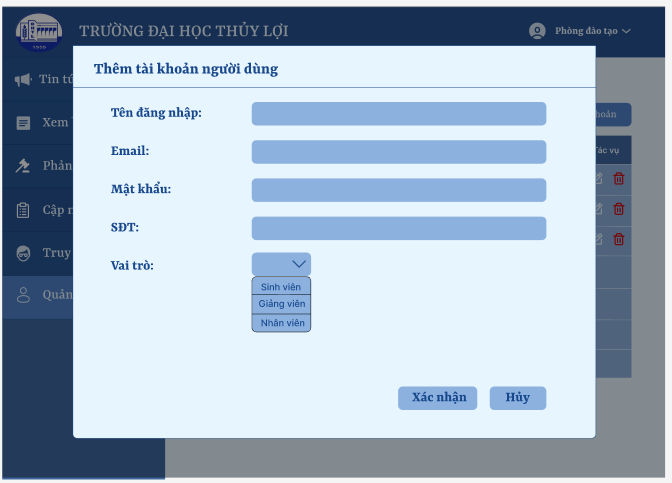 TRƯỜNG ĐẠI HỌC THỦY LỢI
Phòng đào tạo
1959
Thêm tài khoản người dùng
Tin
Xem
Phản
Cập
Truy
Quản
Tên đăng nhập:
Email:
Mật khẩu:
SĐT:
Vai trò:
Sinh viên
Giảng viên
Nhân viên
Xác nhận
Hủy
hoản
Tác vụ